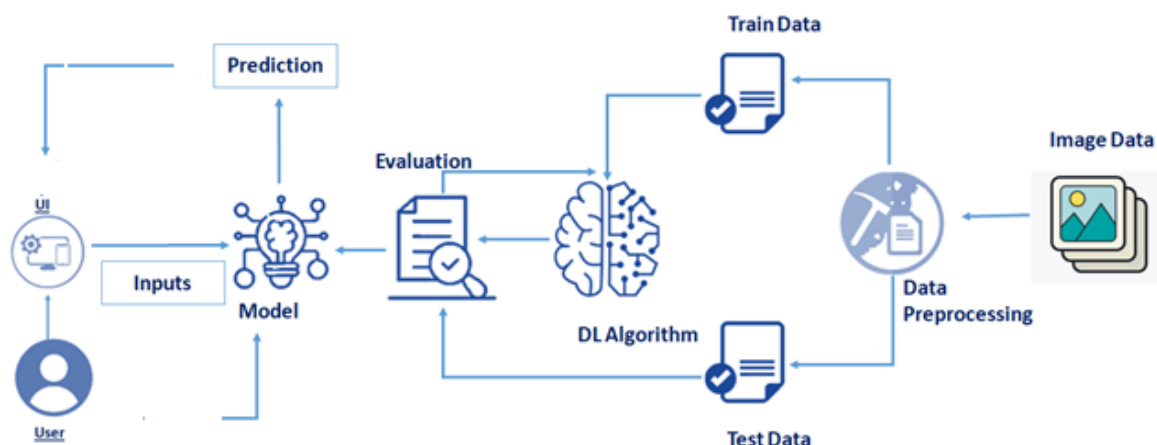 Train Data
Prediction
Image Data
Evaluation
UI
Inputs
Model
DL Algorithm
Data
Preprocessing
User
Test Data